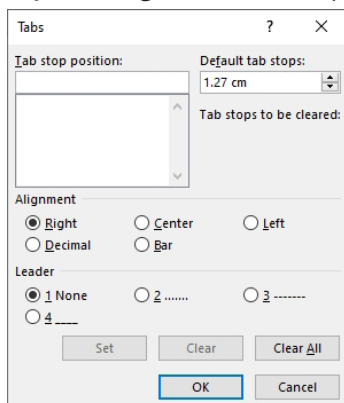 Tabs ? ×
Tab stop position: Default tab stops:
1.27 cm
Tab stops to be cleared:
Alignment
Right Center Left
Decimal Bar
Leader
1 None 2 ....... 3 -------
4 ____
Set Clear Clear All
OK Cancel